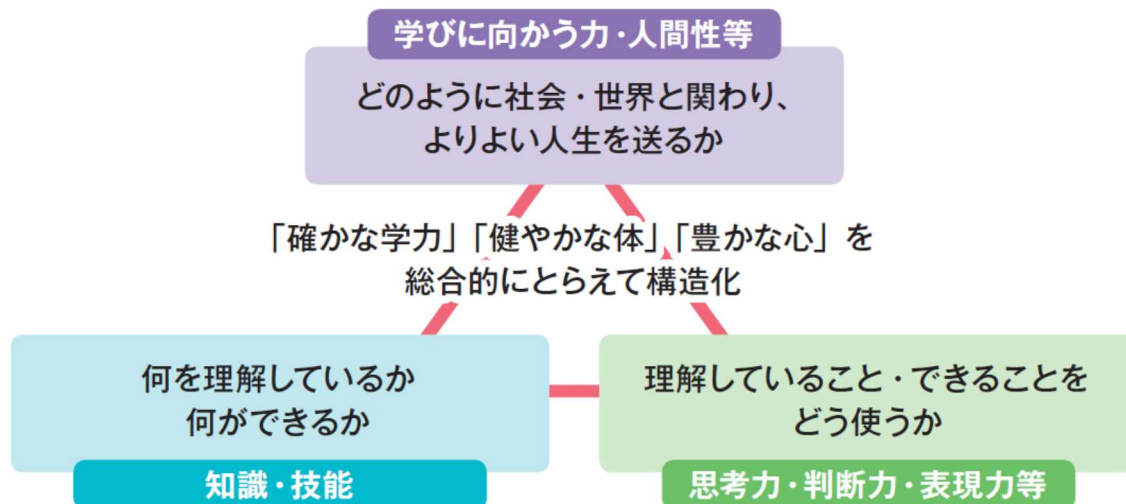 学びに向かう力・人間性等
どのように社会・世界と関わり、
よりよい人生を送るか
「確かな学力」「健やかな体」「豊かな心」を
総合的にとらえて構造化
何を理解しているか
何ができるか
知識・技能
理解していること・できることを
どう使うか
思考力・判断力・表現力等